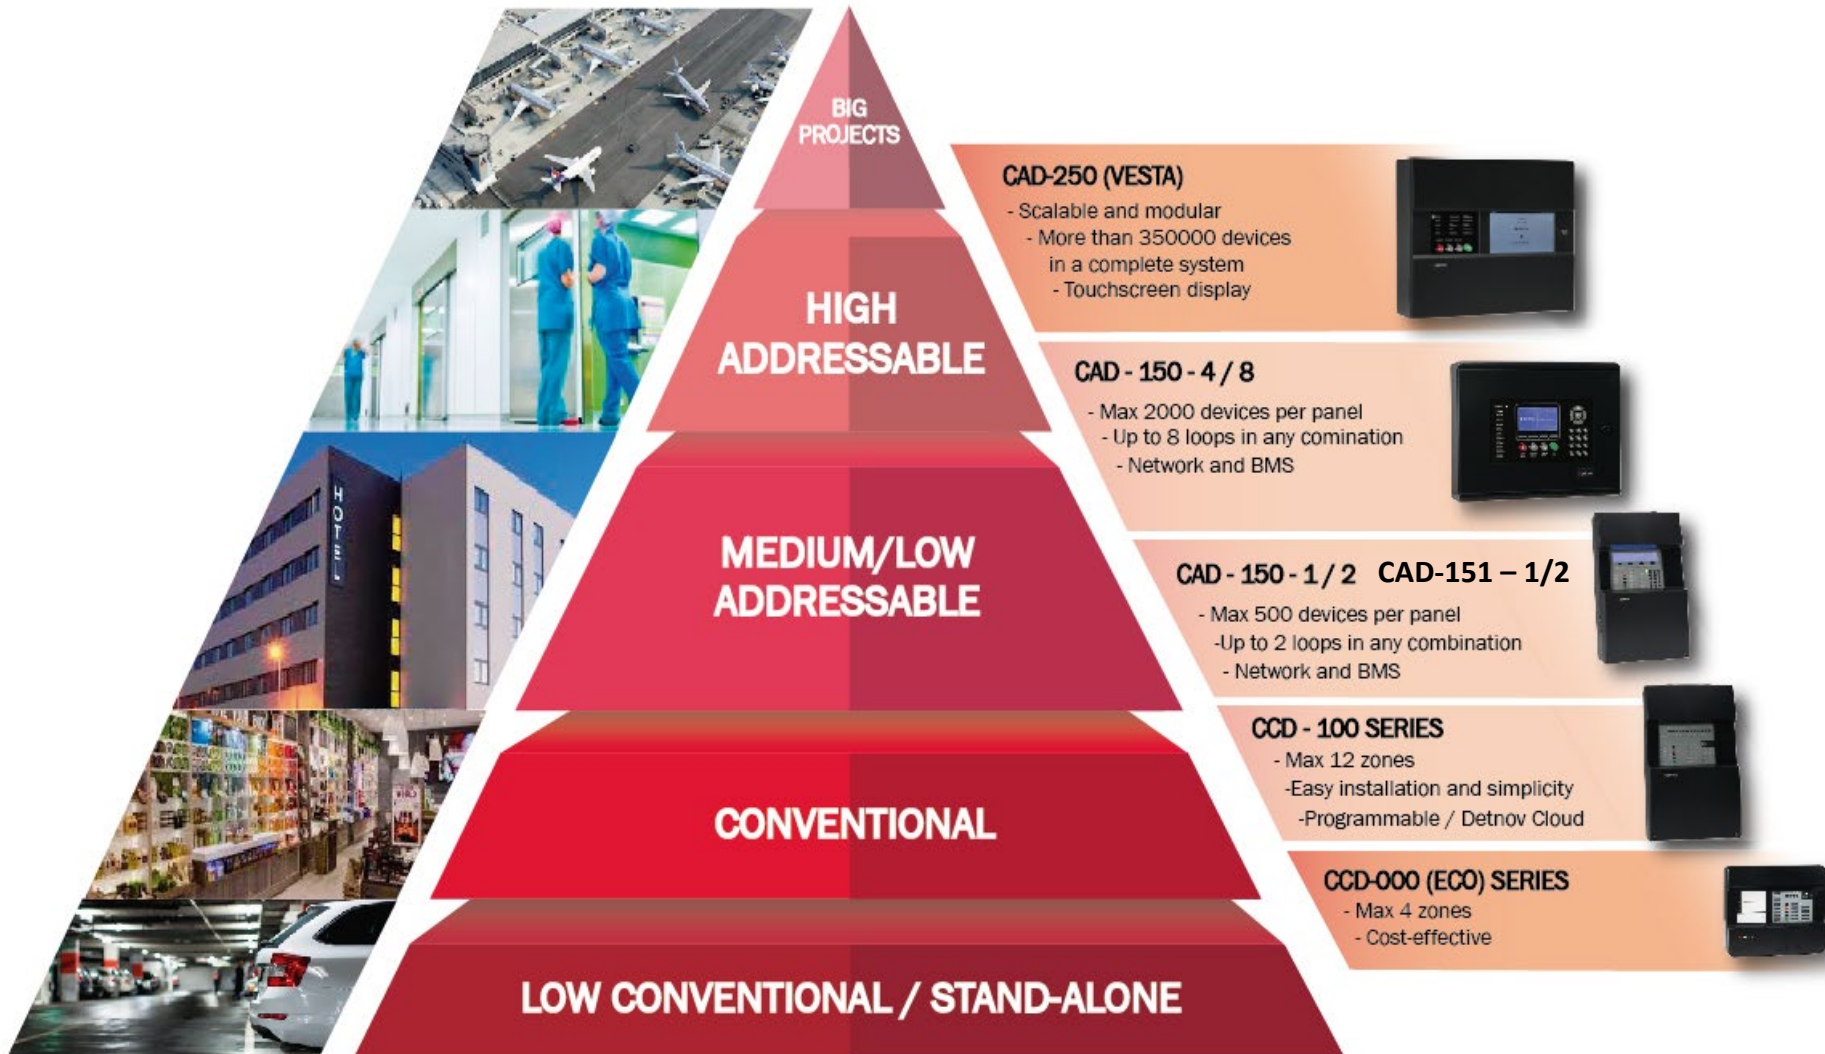 BIG
PROJECTS
CAD-250 (VESTA)
- Scalable and modular
- More than 350000 devices
in a complete system
- Touchscreen display
HIGH
ADDRESSABLE
CAD - 150 - 4 / 8
- Max 2000 devices per panel
- Up to 8 loops in any comination
- Network and BMS
HOTEL
MEDIUM/LOW
ADDRESSABLE
CAD - 150 - 1 / 2 CAD-151 – 1/2
- Max 500 devices per panel
-Up to 2 loops in any combination
- Network and BMS
CCD - 100 SERIES
- Max 12 zones
-Easy installation and simplicity
-Programmable / Detnov Cloud
CONVENTIONAL
CCD-000 (ECO) SERIES
- Max 4 zones
- Cost-effective
LOW CONVENTIONAL / STAND-ALONE